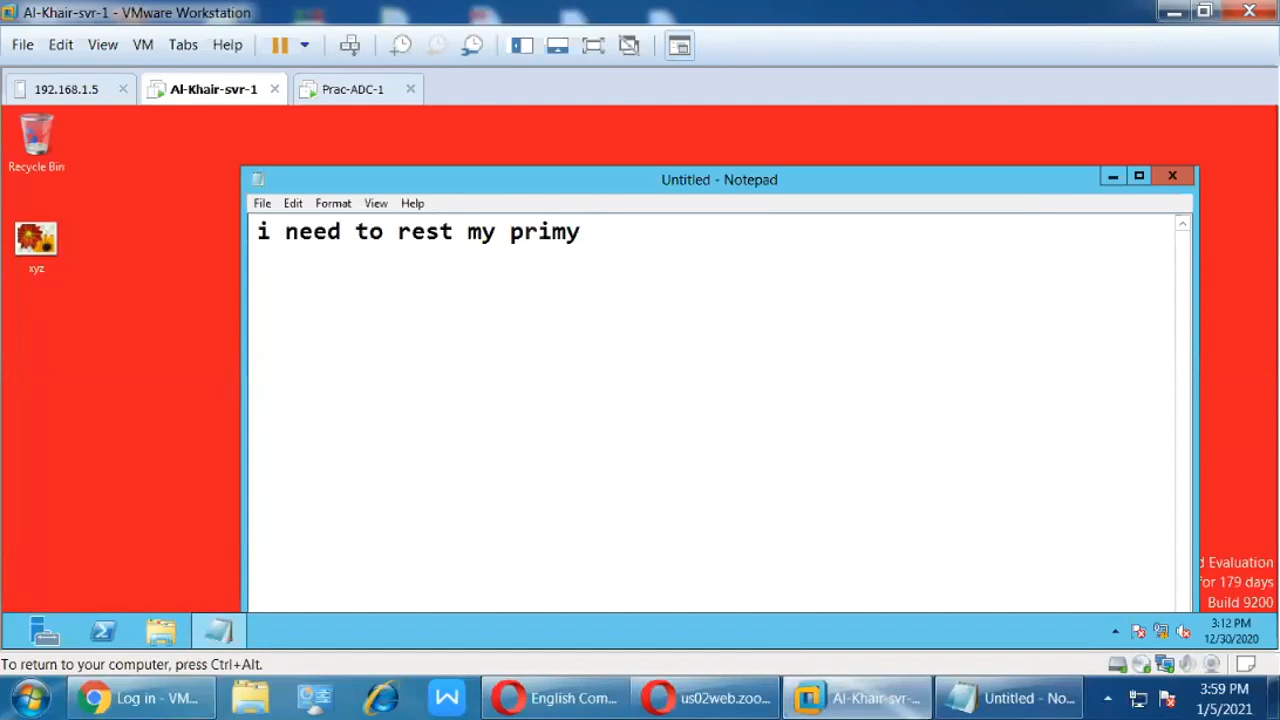 Al-Khair-svr-1 - VMware Workstation
File Edit View VM Tabs Help
192.168.1.5 Al-Khair-svr-1 Prac-ADC-1
Recycle Bin
xyz
Untitled - Notepad
File Edit Format View Help
i need to rest my primy
d Evaluation
for 179 days
Build 9200
3:12 PM
12/30/2020
To return to your computer, press Ctrl+Alt.
Log in - VM... English Com... us02web.zoo... Al-Khair-svr-... Untitled - No...
3:59 PM
1/5/2021